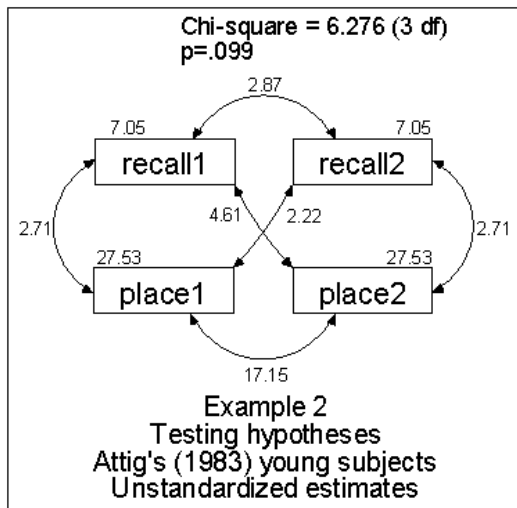 Chi-square = 6.276 (3 df)
p=.099
2.87
7.05
7.05
recall1
recall2
2.71
4.61
2.22
2.71
27.53
27.53
place1
place2
17.15
Example 2
Testing hypotheses
Attig's (1983) young subjects
Unstandardized estimates